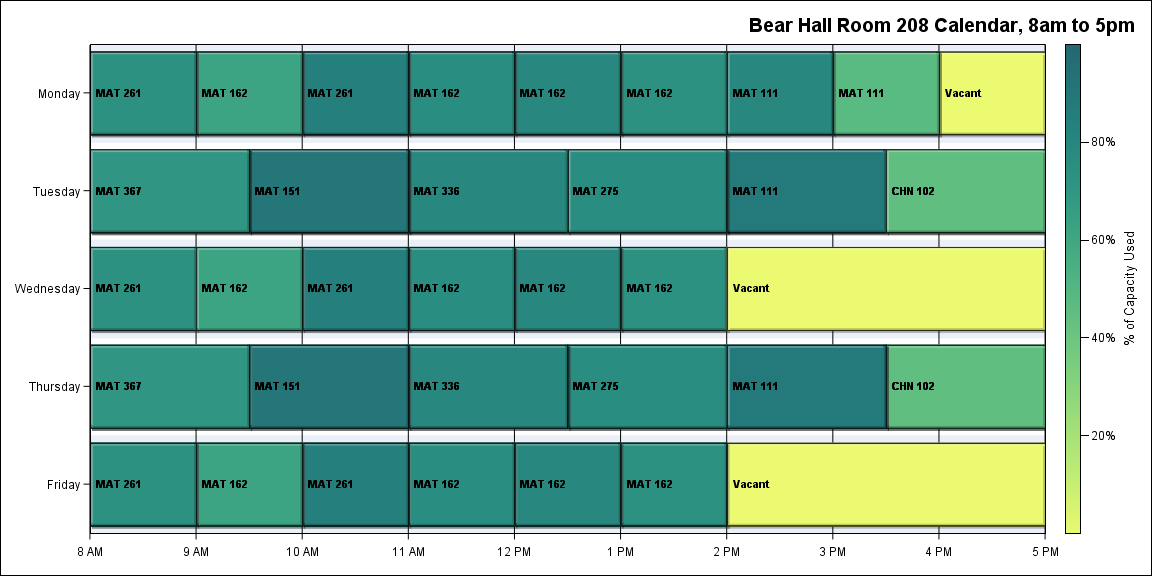 Bear Hall Room 208 Calendar, 8am to 5pm
Monday
MAT 261
MAT 162
MAT 261
MAT 162
MAT 162
MAT 162
MAT 111
MAT 111
Vacant
Tuesday
MAT 367
MAT 151
MAT 336
MAT 275
MAT 111
CHN 102
Wednesday
MAT 261
MAT 162
MAT 261
MAT 162
MAT 162
MAT 162
Vacant
Thursday
MAT 367
MAT 151
MAT 336
MAT 275
MAT 111
CHN 102
Friday
MAT 261
MAT 162
MAT 261
MAT 162
MAT 162
MAT 162
Vacant
8 AM
9 AM
10 AM
11 AM
12 PM
1 PM
2 PM
3 PM
4 PM
5 PM
80%
60%
40%
20%
% of Capacity Used